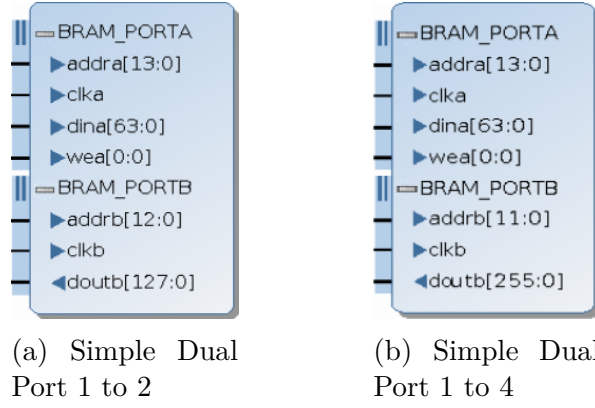 BRAM_PORTA
addra[13:0]
clka
dina[63:0]
wea[0:0]
BRAM_PORTB
addrb[12:0]
clkb
doutb[127:0]
(a) Simple Dual
Port 1 to 2
BRAM_PORTA
addra[13:0]
clka
dina[63:0]
wea[0:0]
BRAM_PORTB
addrb[11:0]
clkb
doutb[255:0]
(b) Simple Dual
Port 1 to 4